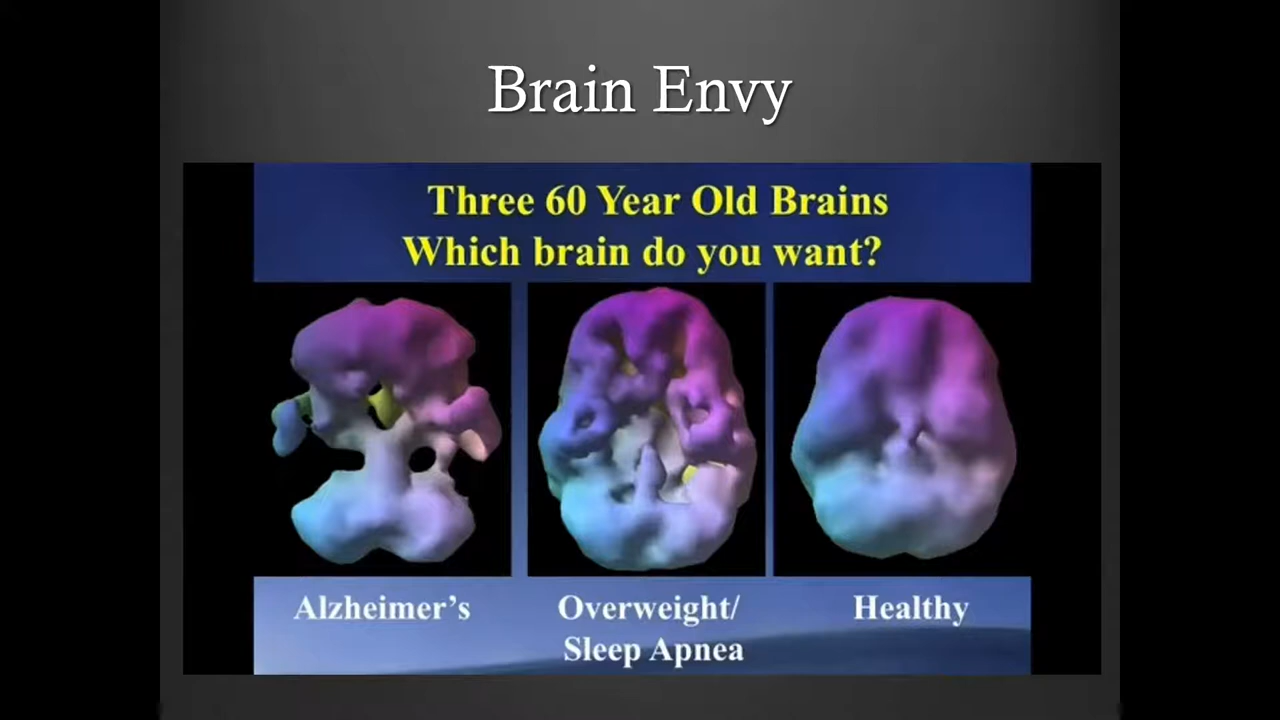 Brain Envy
Three 60 Year Old Brains
Which brain do you want?
Alzheimer’s
Overweight/
Sleep Apnea
Healthy